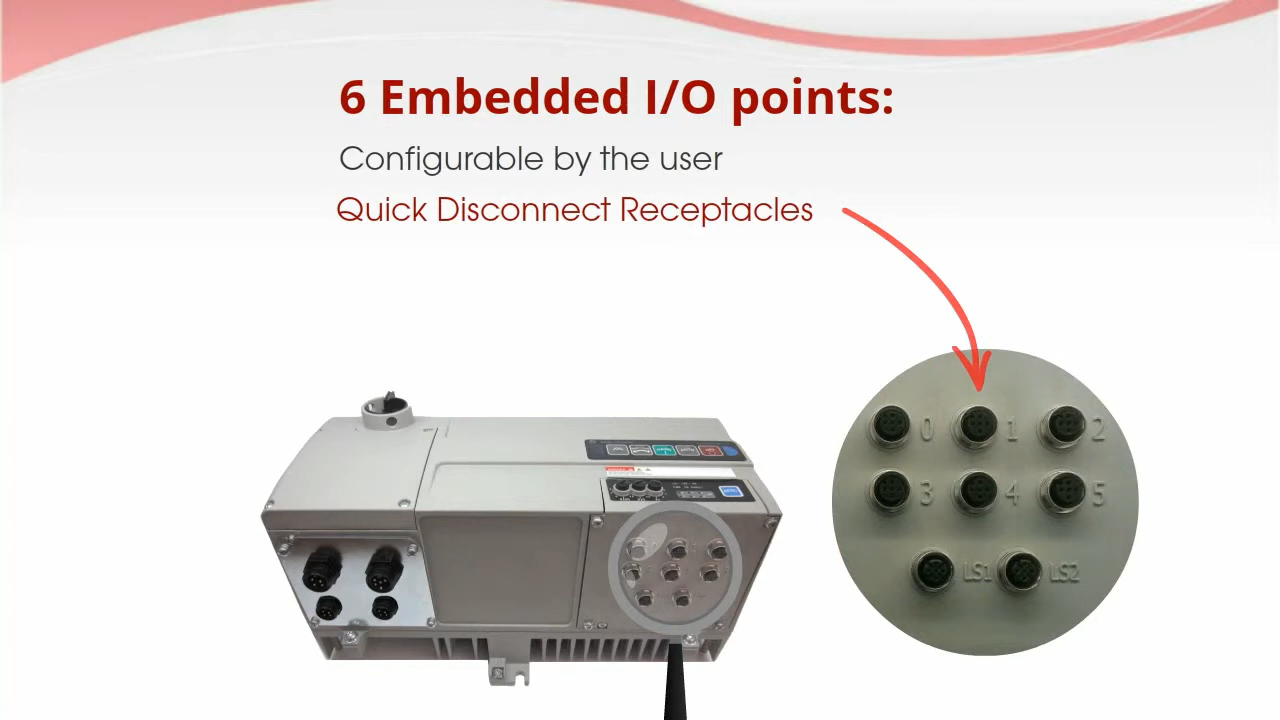 6 Embedded I/O points:
Configurable by the user
Quick Disconnect Receptacles
0 1 2
3 4 5
LS1 LS2